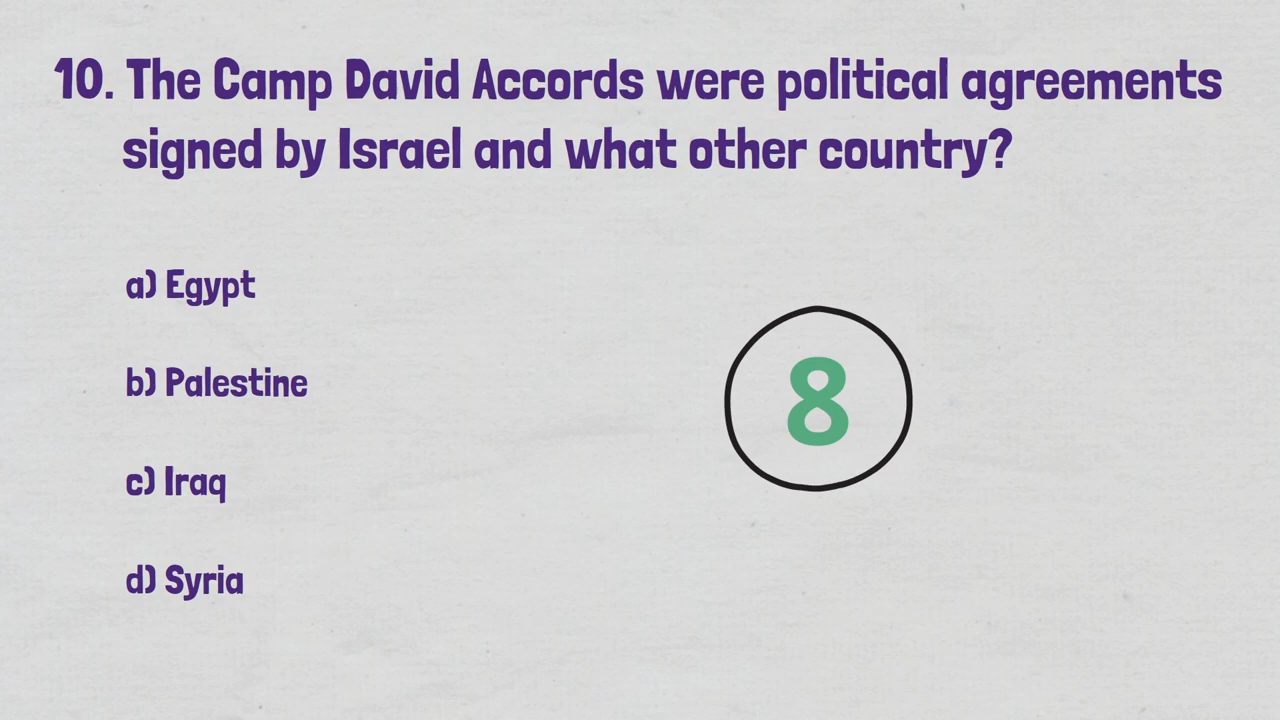 10. The Camp David Accords were political agreements
signed by Israel and what other country?
a) Egypt
b) Palestine
8
c) Iraq
d) Syria